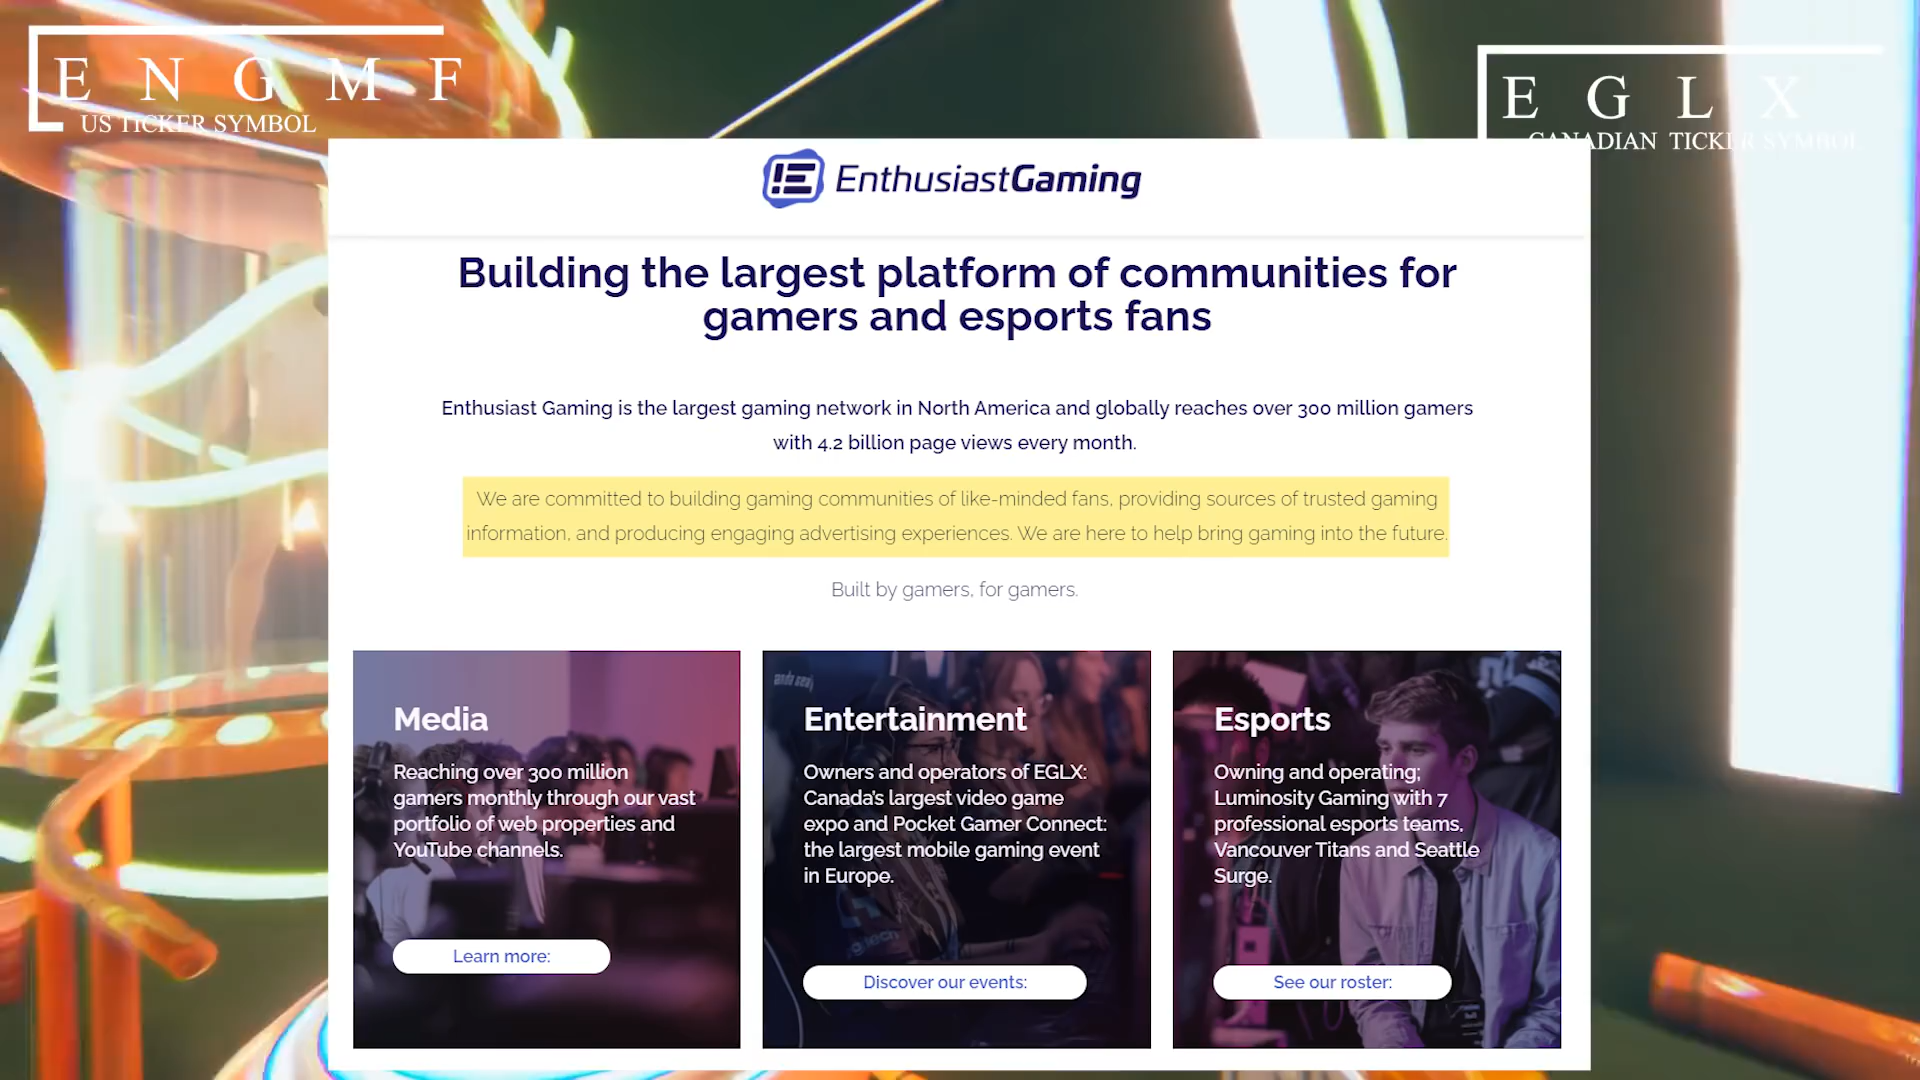 E N G M F
US TICKER SYMBOL
E G L X
CANADIAN TICKER SYMBOL
EnthusiastGaming
Building the largest platform of communities for
gamers and esports fans
Enthusiast Gaming is the largest gaming network in North America and globally reaches over 300 million gamers
with 4.2 billion page views every month.
We are committed to building gaming communities of like-minded fans, providing sources of trusted gaming
information, and producing engaging advertising experiences. We are here to help bring gaming into the future.
Built by gamers, for gamers.
Media
Reaching over 300 million
gamers monthly through our vast
portfolio of web properties and
YouTube channels.
Learn more:
Entertainment
Owners and operators of EGLX:
Canada's largest video game
expo and Pocket Gamer Connect:
the largest mobile gaming event
in Europe.
Discover our events:
Esports
Owning and operating;
Luminosity Gaming with 7
professional esports teams,
Vancouver Titans and Seattle
Surge.
See our roster: